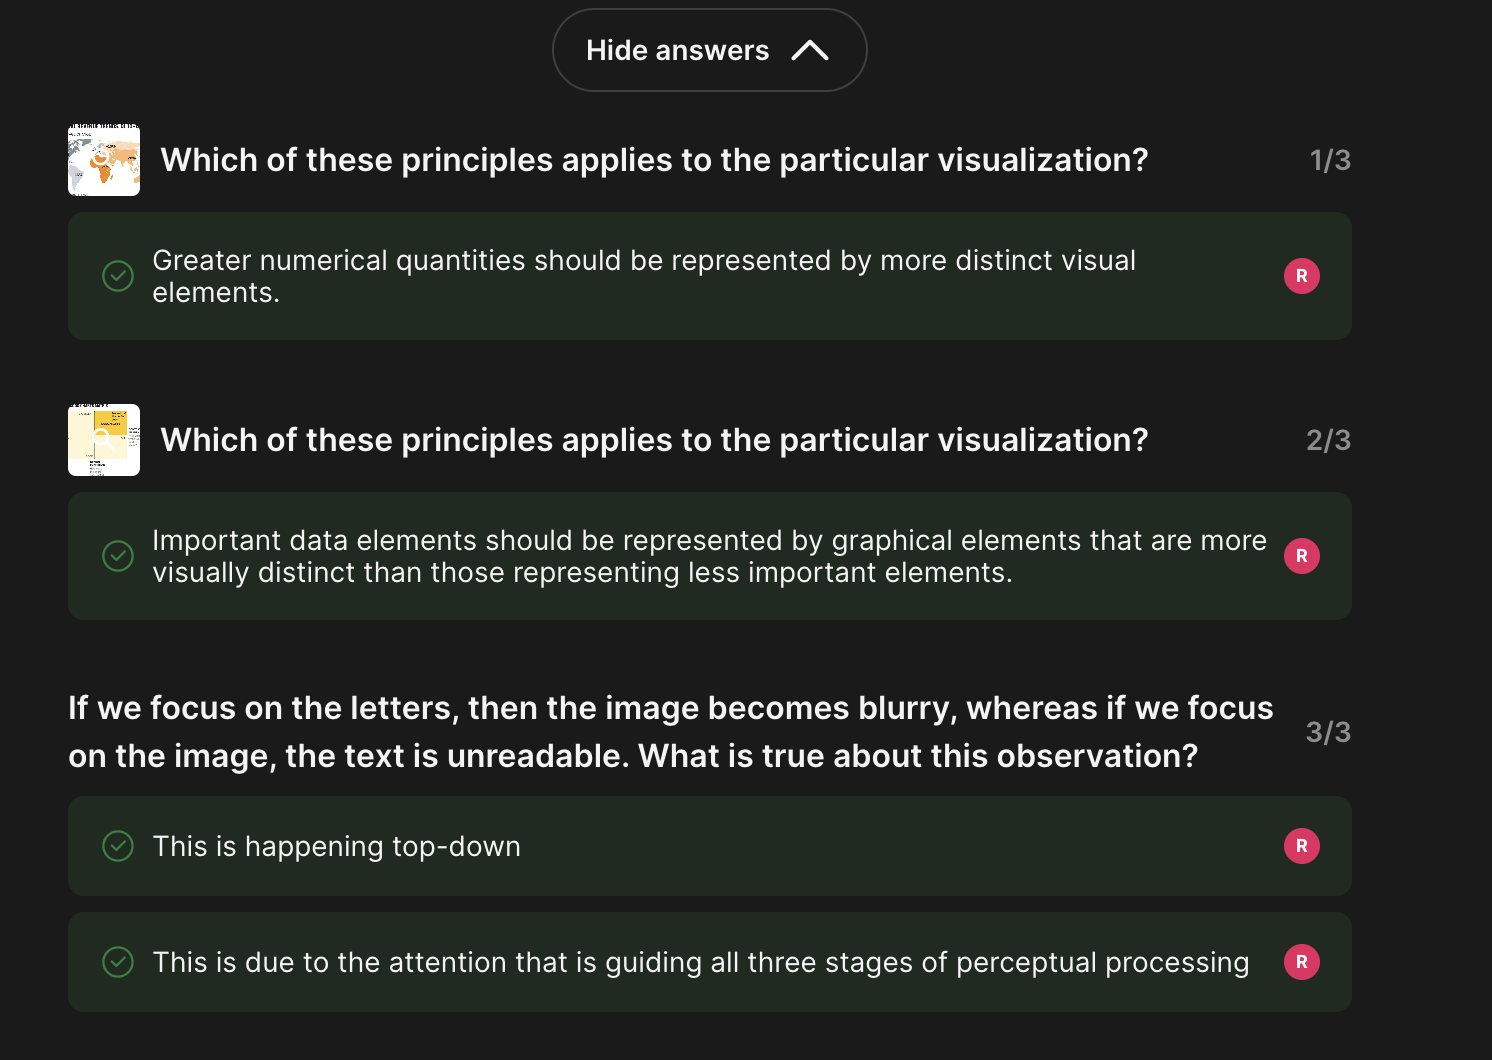 Hide answers
Which of these principles applies to the particular visualization?
1/3
Greater numerical quantities should be represented by more distinct visual
elements.
R
Which of these principles applies to the particular visualization?
2/3
Important data elements should be represented by graphical elements that are more
visually distinct than those representing less important elements.
R
If we focus on the letters, then the image becomes blurry, whereas if we focus
on the image, the text is unreadable. What is true about this observation?
3/3
This is happening top-down
R
This is due to the attention that is guiding all three stages of perceptual processing
R